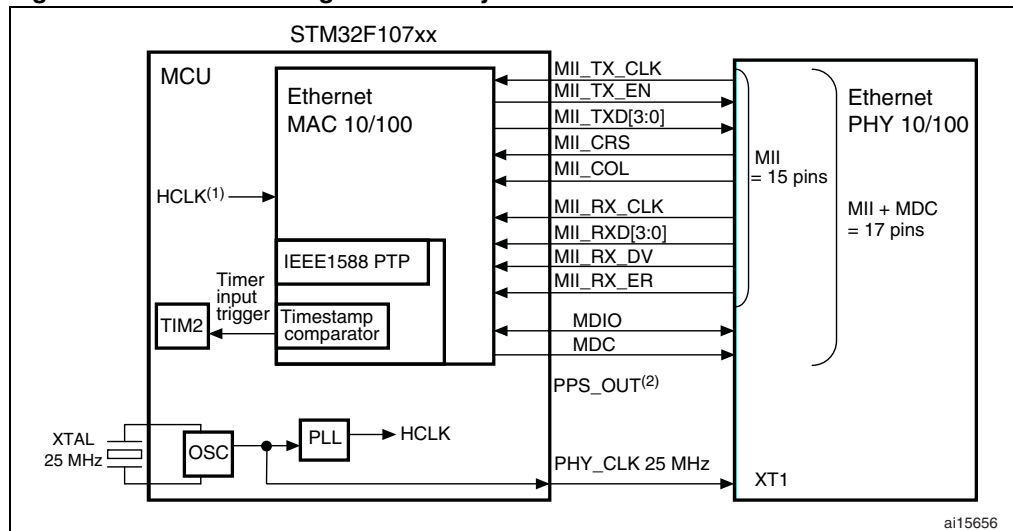 STM32F107xx
MCU
Ethernet
MAC 10/100
HCLK(1)
IEEE1588 PTP
Timer
input
trigger
Timestamp
comparator
TIM2
XTAL
25 MHz
OSC
PLL
HCLK
MII_TX_CLK
MII_TX_EN
MII_TXD[3:0]
MII_CRS
MII_COL
MII_RX_CLK
MII_RXD[3:0]
MII_RX_DV
MII_RX_ER
MDIO
MDC
PPS_OUT(2)
PHY_CLK 25 MHz
Ethernet
PHY 10/100
MII
= 15 pins
MII + MDC
= 17 pins
XT1
ai15656